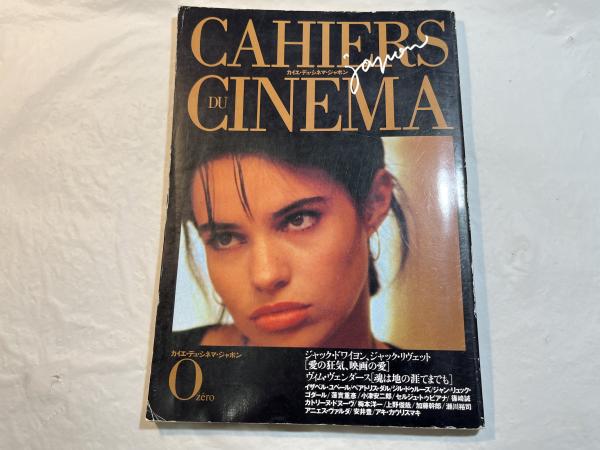 CAHIERS
japon
カイエ・デュ・シネマ・ジャポン
DU
CINEMA
カイエ・デュ・シネマ・ジャポン
0
zéro
ジャック・ドワイヨン、ジャック・リヴェット
[愛の狂気、映画の愛]
ヴィム・ヴェンダース[魂は地の涯てまでも]
イザベル・ユペール/ベアトリス・ダル/ジル・ドゥルーズ/ジャン・リュック・
ゴダール/蓮實重彦/小津安二郎/セルジュ・トゥビアナ/篠崎誠
カトリーヌ・ドヌーヴ/梅本洋一/上野俊哉/加藤幹郎/瀬川裕司
アニエス・ヴァルダ/安井豊/アキ・カウリスマキ